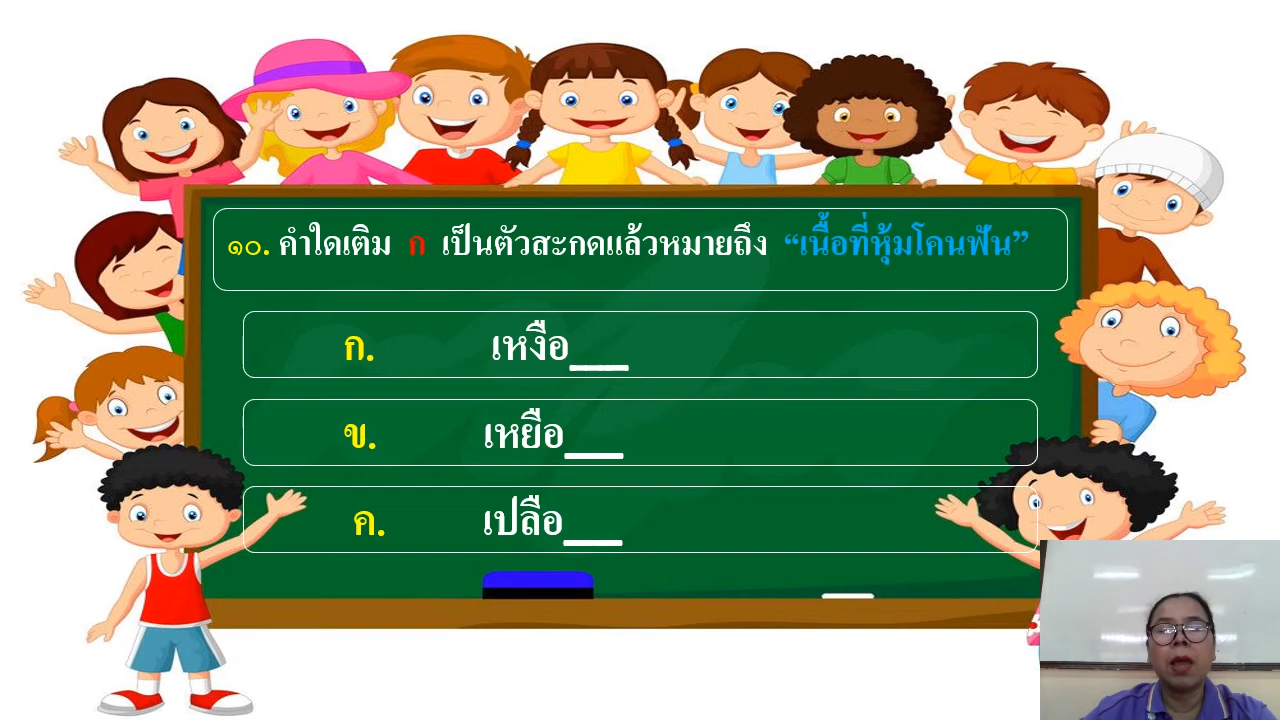 ๑๐. คำใดเติม ก เป็นตัวสะกดแล้วหมายถึง “เนื้อที่หุ้มโคนฟัน”
ก. เหงือ___
ข. เหยือ___
ค. เปลือ___